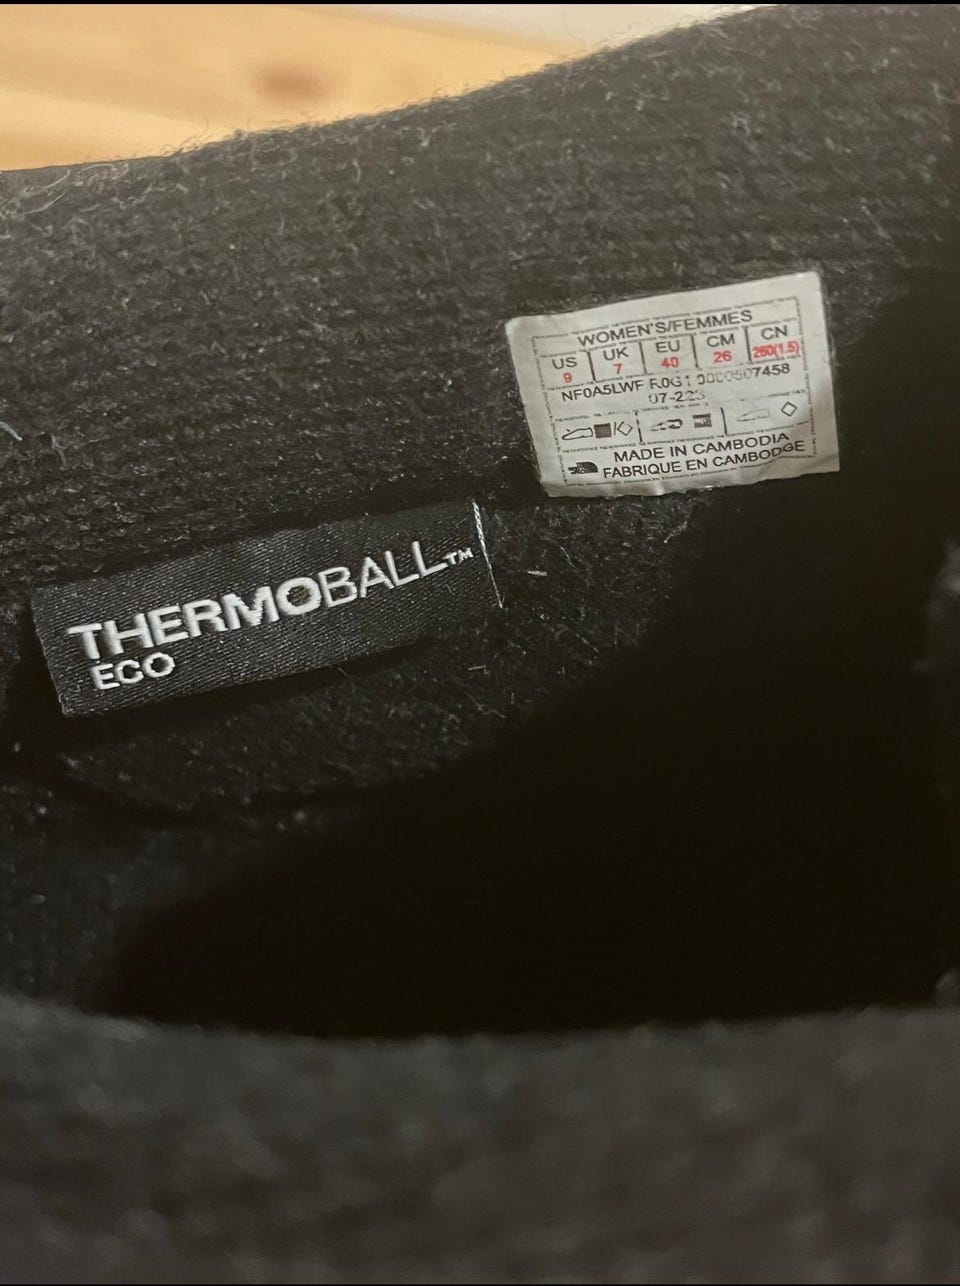 WOMEN'S/FEMMES
US UK EU CM CN
9 7 40 26 260(1.5)
NF0A5LWF
MADE IN CAMBODIA
FABRIQUE EN CAMBODGE
THERMOBALL™
ECO